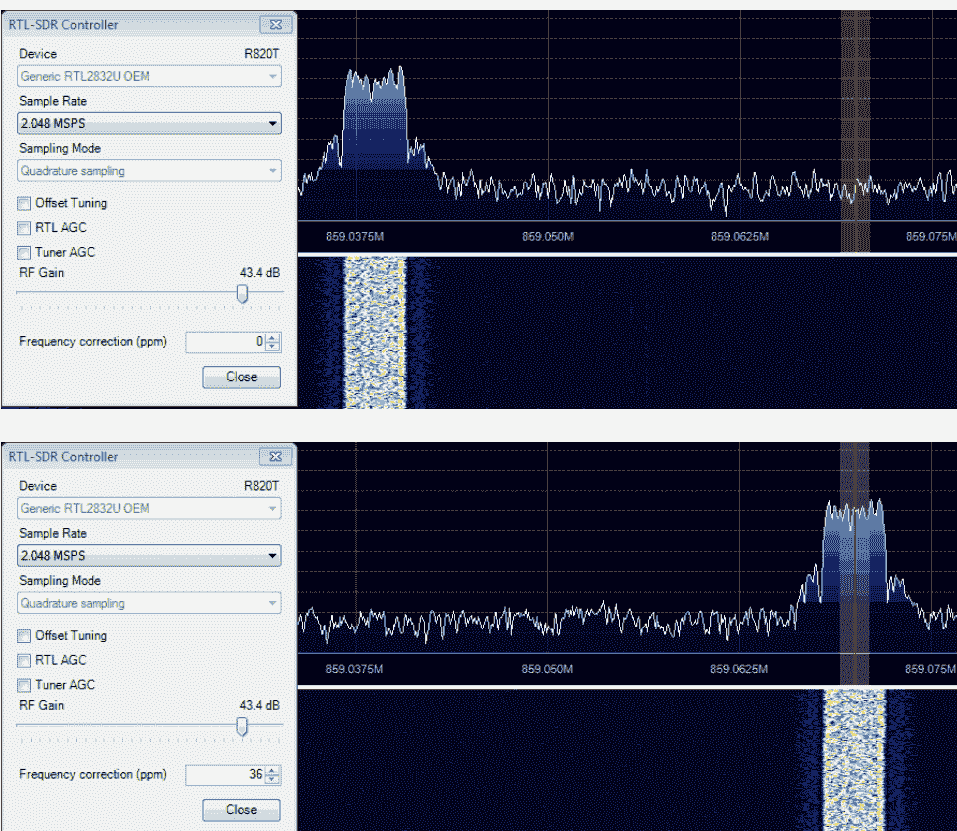 RTL-SDR Controller
Device R820T
Generic RTL2832U OEM
Sample Rate
2.048 MSPS
Sampling Mode
Quadrature sampling
Offset Tuning
RTL AGC
Tuner AGC
RF Gain 43.4 dB
Frequency correction (ppm) 0
Close
859.0375M 859.050M 859.0625M 859.075M
RTL-SDR Controller
Device R820T
Generic RTL2832U OEM
Sample Rate
2.048 MSPS
Sampling Mode
Quadrature sampling
Offset Tuning
RTL AGC
Tuner AGC
RF Gain 43.4 dB
Frequency correction (ppm) 36
Close
859.0375M 859.050M 859.0625M 859.075M